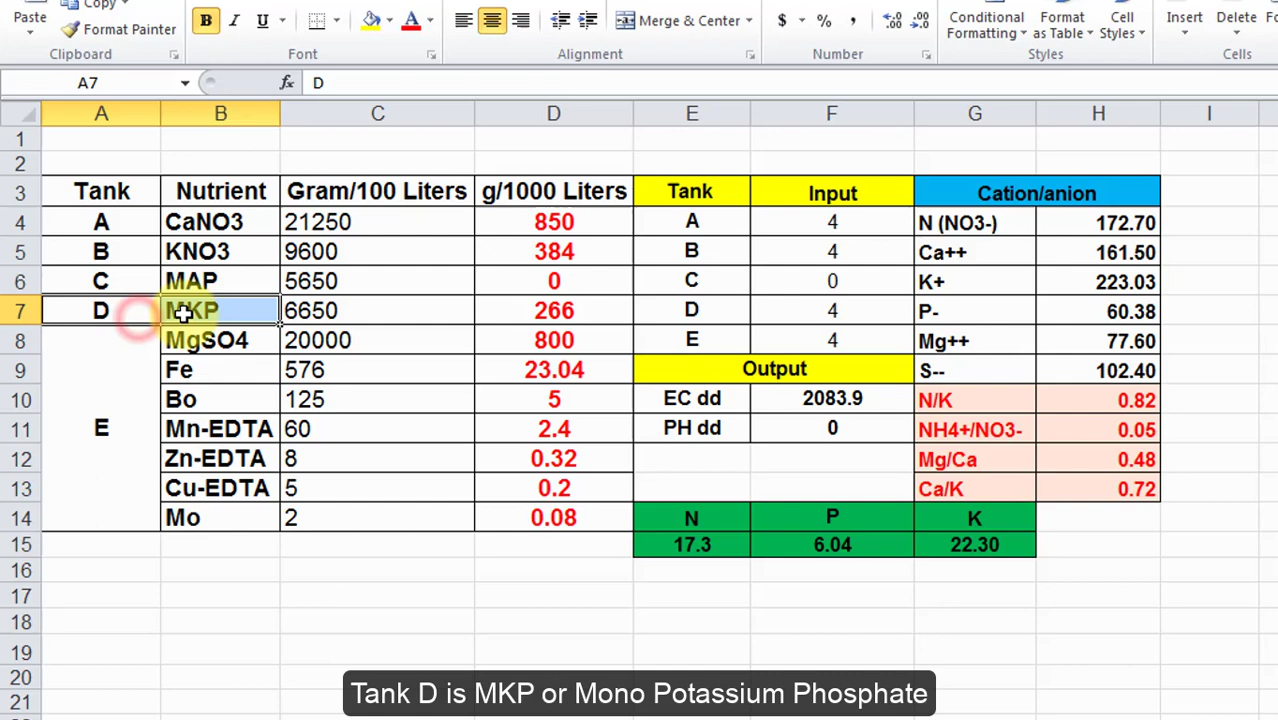 Copy
Paste
Format Painter
B I U A
Merge & Center
$ % ,
Conditional Formatting
Format as Table
Cell Styles
Insert
Delete
Clipboard
Font
Alignment
Number
Styles
Cells
A7
fx D
A B C D E F G H I
1
2
3 Tank Nutrient Gram/100 Liters g/1000 Liters Tank Input Cation/anion
4 A CaNO3 21250 850 A 4 N (NO3-) 172.70
5 B KNO3 9600 384 B 4 Ca++ 161.50
6 C MAP 5650 0 C 0 K+ 223.03
7 D MKP 6650 266 D 4 P- 60.38
8 MgSO4 20000 800 E 4 Mg++ 77.60
9 Fe 576 23.04 Output S-- 102.40
10 Bo 125 5 EC dd 2083.9 N/K 0.82
11 E Mn-EDTA 60 2.4 PH dd 0 NH4+/NO3- 0.05
12 Zn-EDTA 8 0.32 Mg/Ca 0.48
13 Cu-EDTA 5 0.2 Ca/K 0.72
14 Mo 2 0.08 N P K
15 17.3 6.04 22.30
16
17
18
19
20
21
Tank D is MKP or Mono Potassium Phosphate